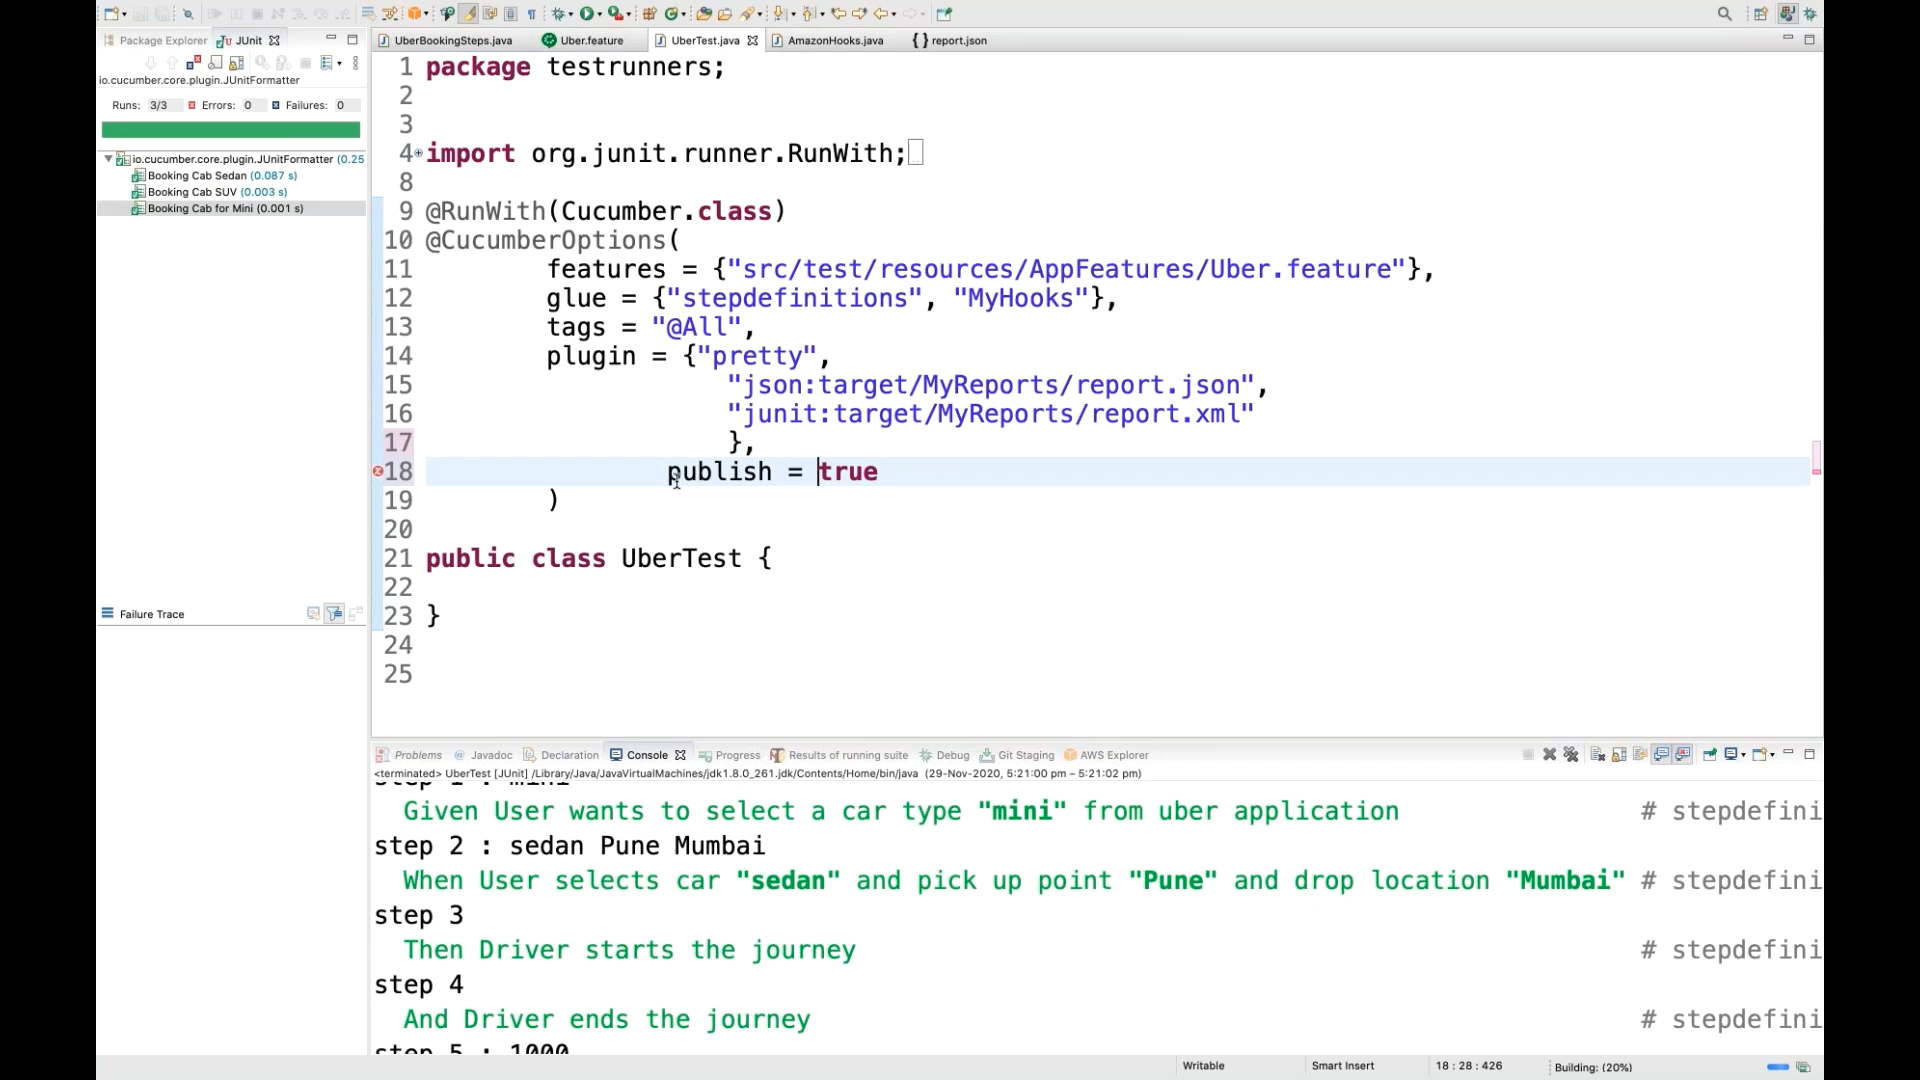 UberBookingSteps.java
Uber.feature
UberTest.java
AmazonHooks.java
{ } report.json
Package Explorer
JUnit
io.cucumber.core.plugin.JUnitFormatter
Runs: 3/3 Errors: 0 Failures: 0
io.cucumber.core.plugin.JUnitFormatter (0.25
Booking Cab Sedan (0.087 s)
Booking Cab SUV (0.003 s)
Booking Cab for Mini (0.001 s)
Failure Trace
1 package testrunners;
2
3
4 import org.junit.runner.RunWith;
8
9 @RunWith(Cucumber.class)
10 @CucumberOptions(
11 features = {"src/test/resources/AppFeatures/Uber.feature"},
12 glue = {"stepdefinitions", "MyHooks"},
13 tags = "@All",
14 plugin = {"pretty",
15 "json:target/MyReports/report.json",
16 "junit:target/MyReports/report.xml"
17 },
18 publish = true
19 )
20
21 public class UberTest {
22
23 }
24
25
Problems @ Javadoc Declaration Console Progress Results of running suite Debug Git Staging AWS Explorer
<terminated> UberTest [JUnit] /Library/Java/JavaVirtualMachines/jdk1.8.0_261.jdk/Contents/Home/bin/java (29-Nov-2020, 5:21:00 pm – 5:21:02 pm)
step 1 : mini
Given User wants to select a car type "mini" from uber application # stepdefini
step 2 : sedan Pune Mumbai
When User selects car "sedan" and pick up point "Pune" and drop location "Mumbai" # stepdefini
step 3
Then Driver starts the journey # stepdefini
step 4
And Driver ends the journey # stepdefini
step 5 : 1000
Writable Smart Insert 18 : 28 : 426 Building: (20%)